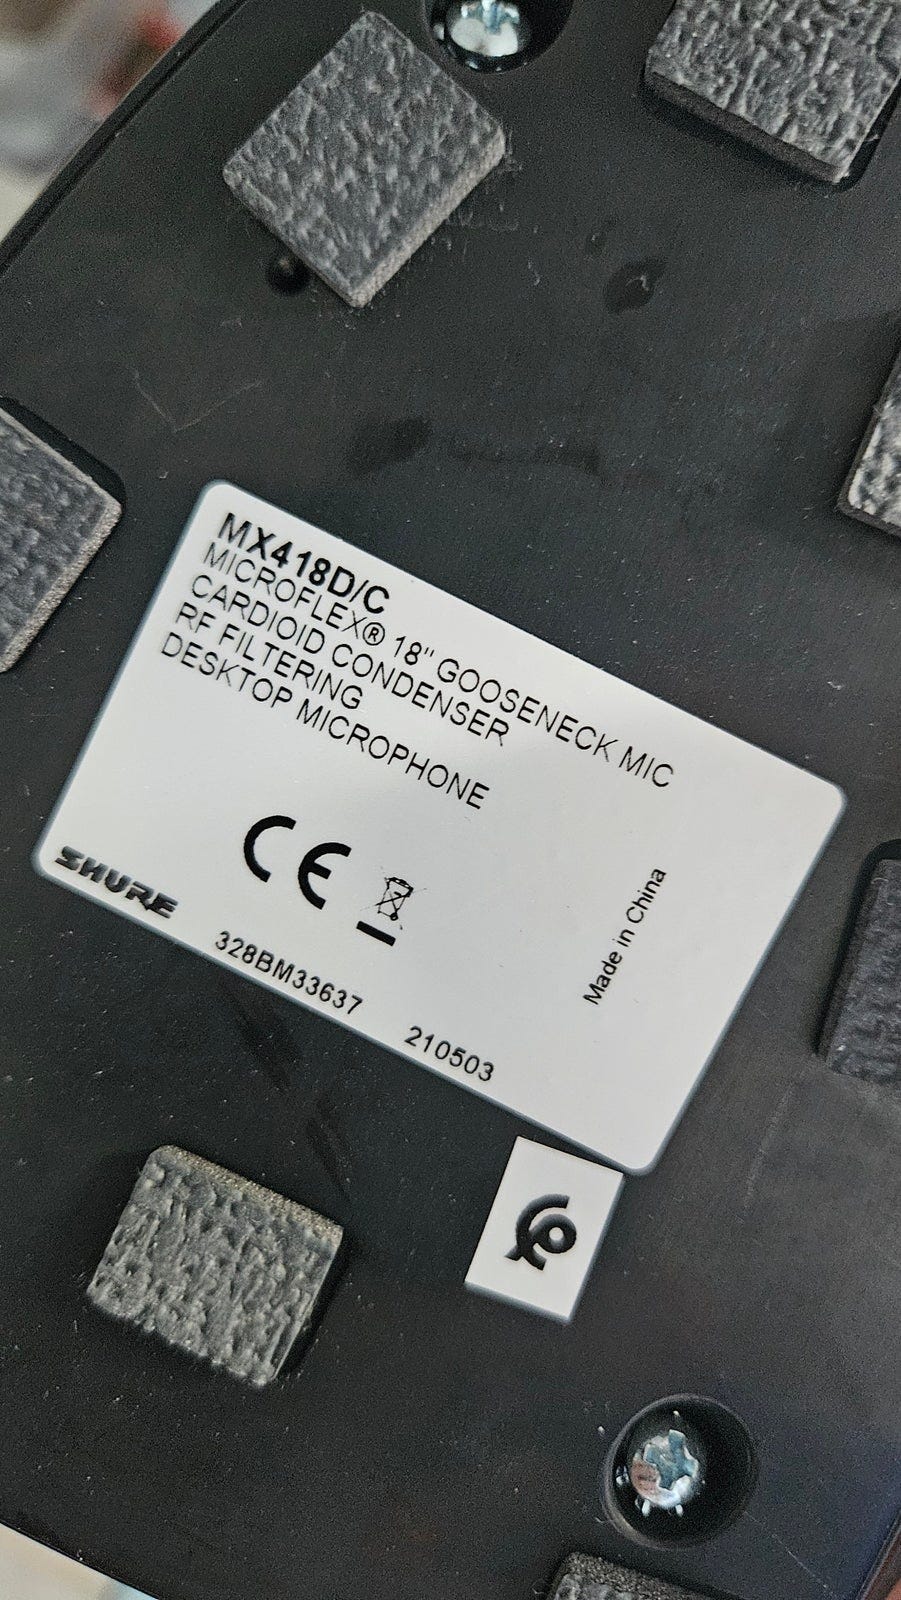 MX418D/C
MICROFLEX® 18" GOOSENECK MIC
CARDIOID CONDENSER
RF FILTERING
DESKTOP MICROPHONE
CE
SHURE
328BM33637 210503
Made in China